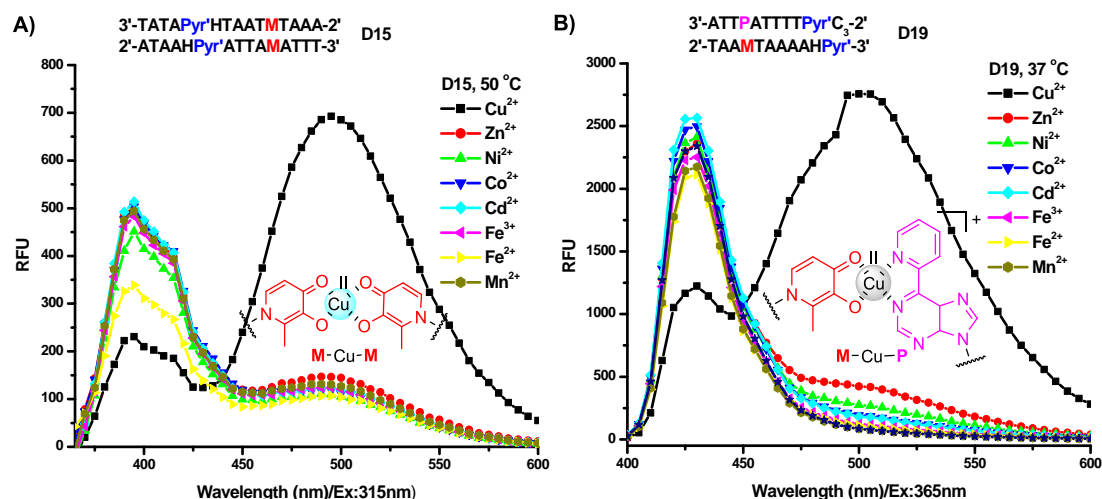 A)
3'-TATAPyr'HTAATMTAAA-2'
2'-ATAAHPyr'ATTAMATTT-3'
D15
800
700
600
500
400
300
200
100
0
RFU
400
450
500
550
600
Wavelength (nm)/Ex:315nm)
D15, 50 °C
Cu²⁺
Zn²⁺
Ni²⁺
Co²⁺
Cd²⁺
Fe³⁺
Fe²⁺
Mn²⁺
N
O
O
II
Cu
O
O
N
M-Cu-M
B)
3'-ATTPATTTTPyr'C₃-2'
2'-TAAMTAAAAHPyr'-3'
D19
3000
2500
2000
1500
1000
500
0
RFU
400
450
500
550
600
Wavelength (nm)/Ex:365nm)
D19, 37 °C
Cu²⁺
Zn²⁺
Ni²⁺
Co²⁺
Cd²⁺
Fe³⁺
Fe²⁺
Mn²⁺
+
N
O
O
II
Cu
N
N
N
N
N
M-Cu-P